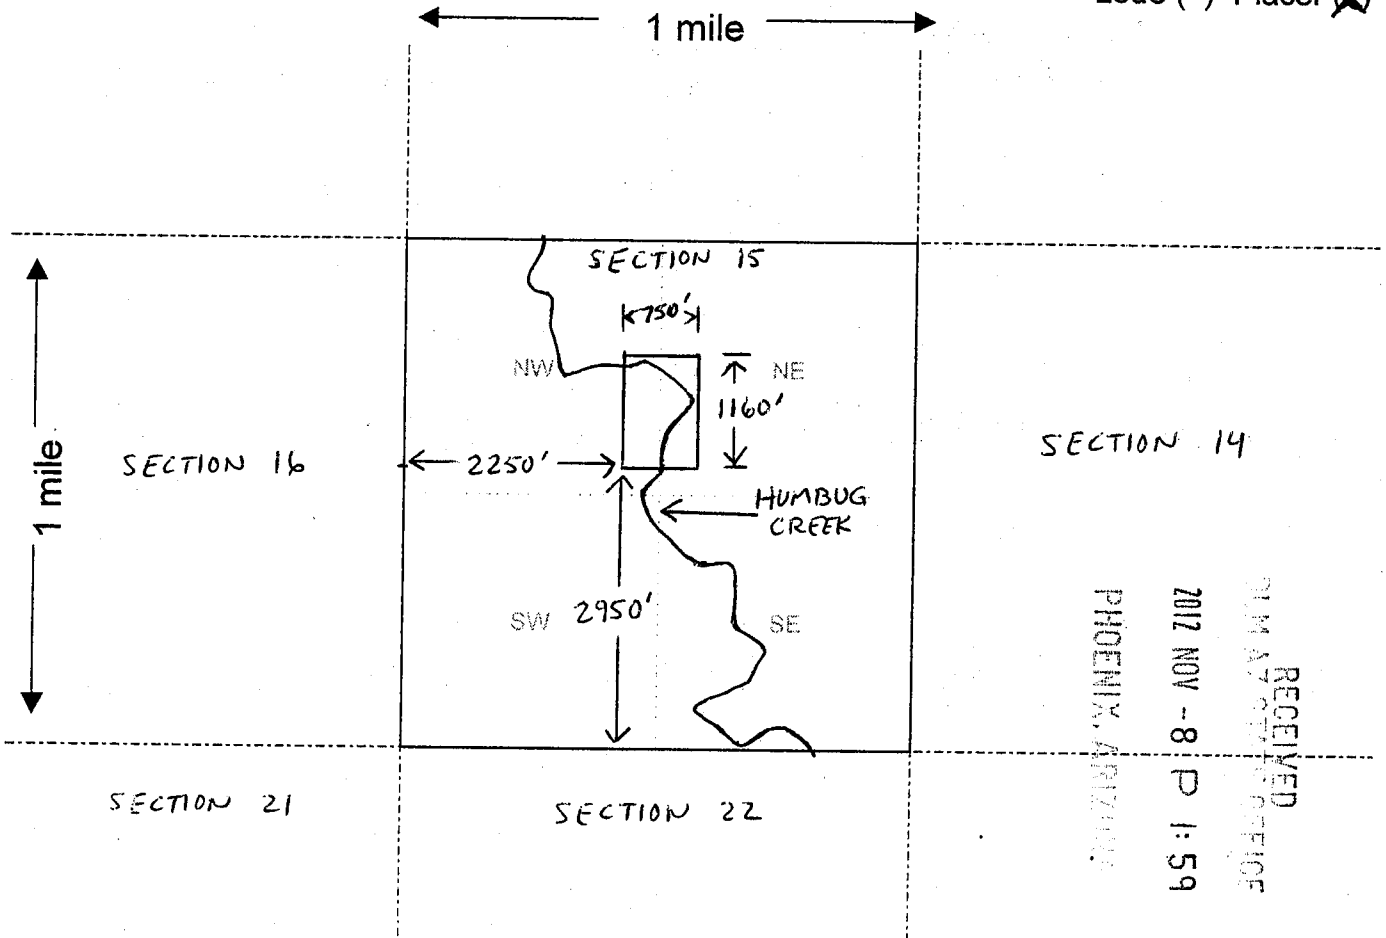 1 mile
SECTION 15
750'
NW
NE
1160'
1 mile
SECTION 16
2250'
SECTION 14
HUMBUG
CREEK
SW
2950'
SE
SECTION 21
SECTION 22
RECEIVED
OFFICE
2012 NOV -8 P 1:59
PHOENIX, ARIZONA